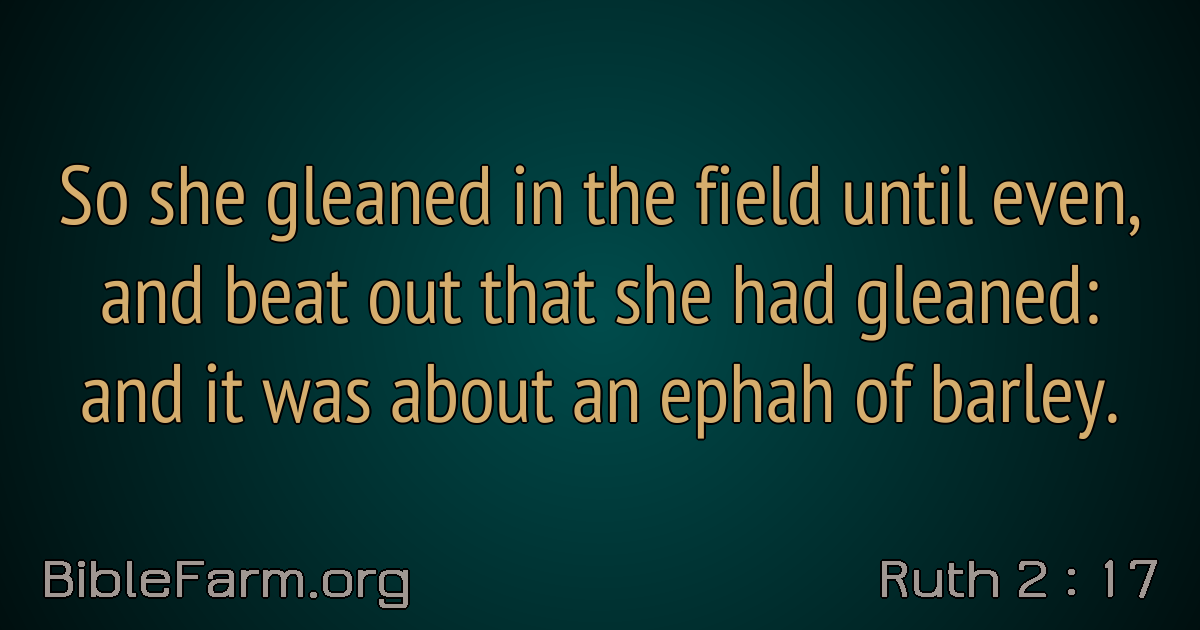 So she gleaned in the field until even,
and beat out that she had gleaned:
and it was about an ephah of barley.
BibleFarm.org
Ruth 2 : 17